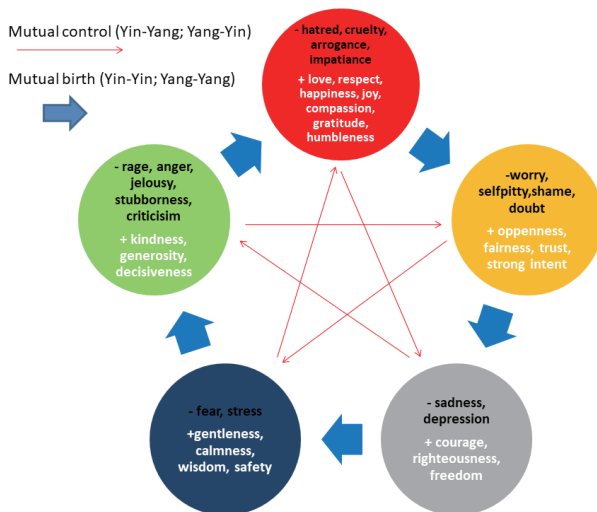 Mutual control (Yin-Yang; Yang-Yin)
Mutual birth (Yin-Yin; Yang-Yang)
- hatred, cruelty,
arrogance,
impatiance
+ love, respect,
happiness, joy,
compassion,
gratitude,
humbleness
- rage, anger,
jelousy,
stubborness,
criticisim
+ kindness,
generosity,
decisiveness
-worry,
selfpitty,shame,
doubt
+ oppenness,
fairness, trust,
strong intent
- fear, stress
+gentleness,
calmness,
wisdom, safety
- sadness,
depression
+ courage,
righteousness,
freedom